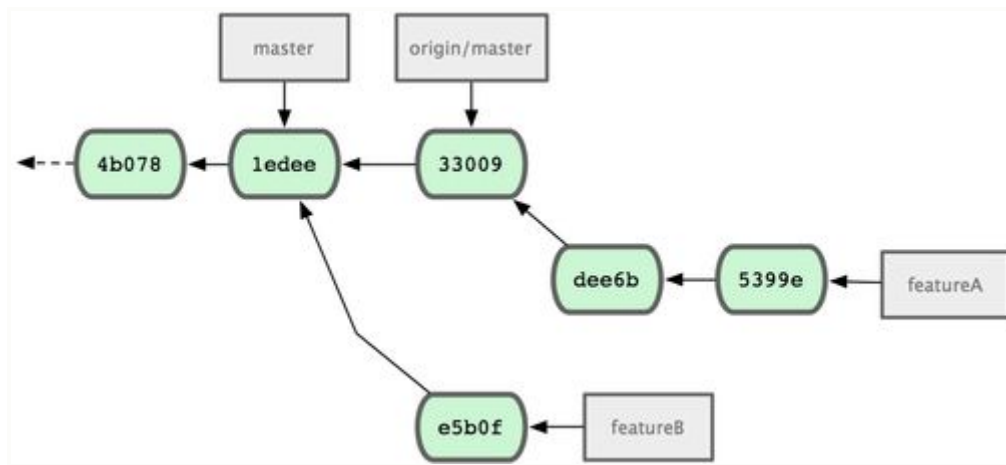 master
origin/master
4b078
1edee
33009
dee6b
5399e
featureA
e5b0f
featureB